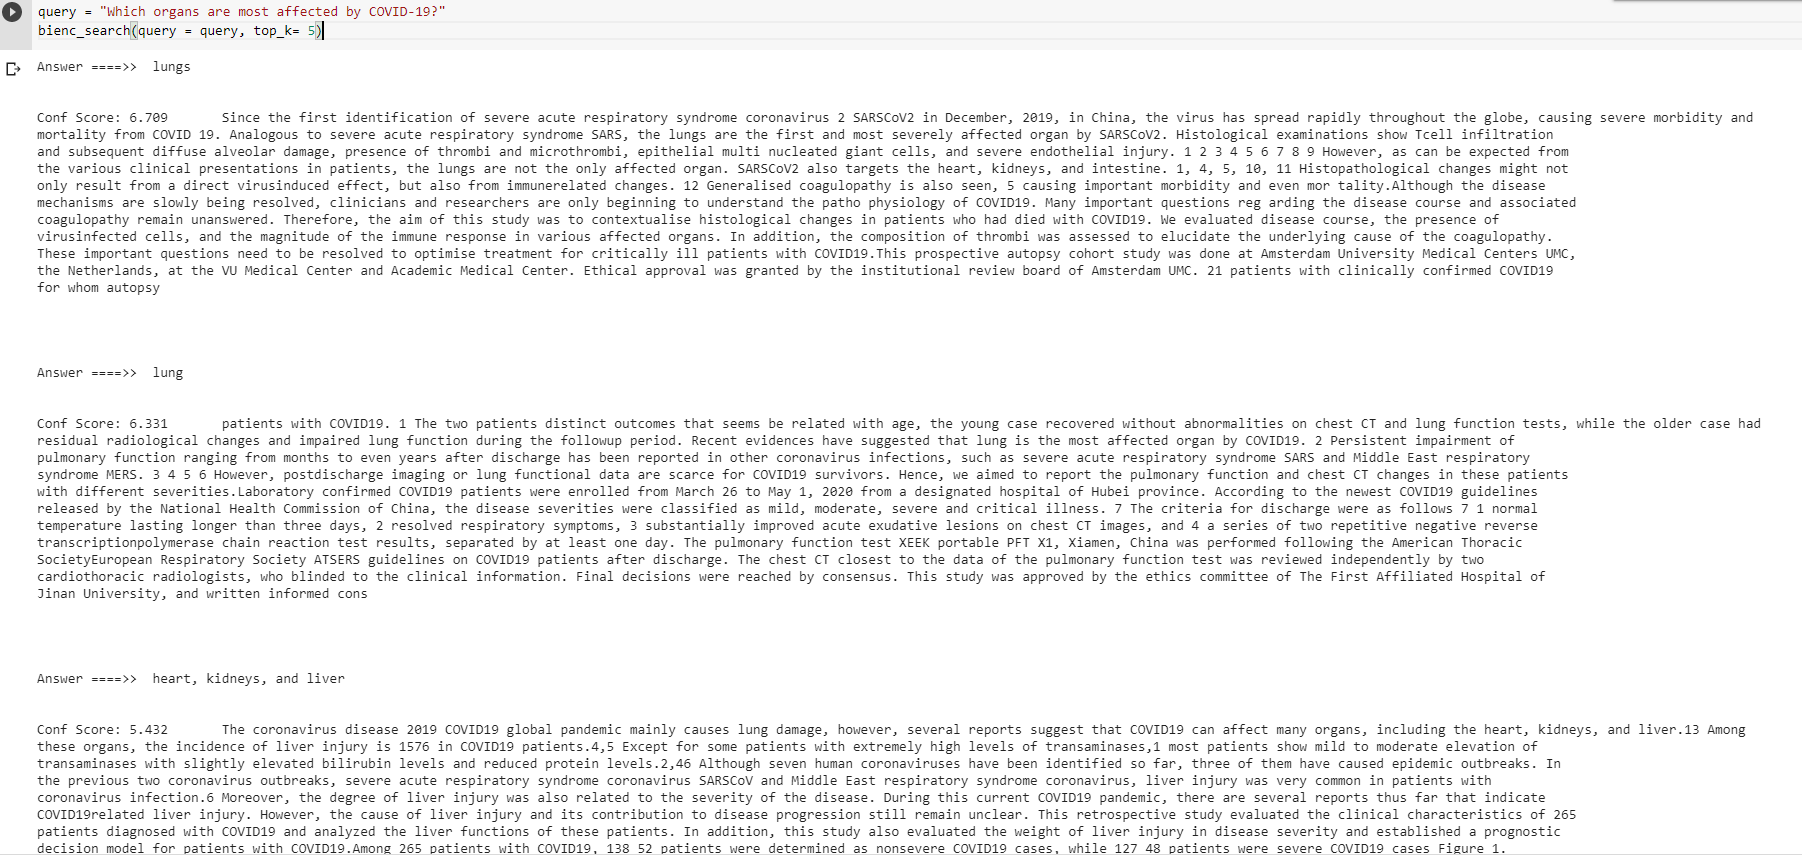 query = "Which organs are most affected by COVID-19?"
bienc_search(query = query, top_k= 5)
Answer ====>>  lungs
Conf Score: 6.709       Since the first identification of severe acute respiratory syndrome coronavirus 2 SARSCoV2 in December, 2019, in China, the virus has spread rapidly throughout the globe, causing severe morbidity and
mortality from COVID 19. Analogous to severe acute respiratory syndrome SARS, the lungs are the first and most severely affected organ by SARSCoV2. Histological examinations show Tcell infiltration
and subsequent diffuse alveolar damage, presence of thrombi and microthrombi, epithelial multi nucleated giant cells, and severe endothelial injury. 1 2 3 4 5 6 7 8 9 However, as can be expected from
the various clinical presentations in patients, the lungs are not the only affected organ. SARSCoV2 also targets the heart, kidneys, and intestine. 1, 4, 5, 10, 11 Histopathological changes might not
only result from a direct virusinduced effect, but also from immunerelated changes. 12 Generalised coagulopathy is also seen, 5 causing important morbidity and even mor tality.Although the disease
mechanisms are slowly being resolved, clinicians and researchers are only beginning to understand the patho physiology of COVID19. Many important questions reg arding the disease course and associated
coagulopathy remain unanswered. Therefore, the aim of this study was to contextualise histological changes in patients who had died with COVID19. We evaluated disease course, the presence of
virusinfected cells, and the magnitude of the immune response in various affected organs. In addition, the composition of thrombi was assessed to elucidate the underlying cause of the coagulopathy.
These important questions need to be resolved to optimise treatment for critically ill patients with COVID19.This prospective autopsy cohort study was done at Amsterdam University Medical Centers UMC,
the Netherlands, at the VU Medical Center and Academic Medical Center. Ethical approval was granted by the institutional review board of Amsterdam UMC. 21 patients with clinically confirmed COVID19
for whom autopsy
Answer ====>>  lung
Conf Score: 6.331       patients with COVID19. 1 The two patients distinct outcomes that seems be related with age, the young case recovered without abnormalities on chest CT and lung function tests, while the older case had
residual radiological changes and impaired lung function during the followup period. Recent evidences have suggested that lung is the most affected organ by COVID19. 2 Persistent impairment of
pulmonary function ranging from months to even years after discharge has been reported in other coronavirus infections, such as severe acute respiratory syndrome SARS and Middle East respiratory
syndrome MERS. 3 4 5 6 However, postdischarge imaging or lung functional data are scarce for COVID19 survivors. Hence, we aimed to report the pulmonary function and chest CT changes in these patients
with different severities.Laboratory confirmed COVID19 patients were enrolled from March 26 to May 1, 2020 from a designated hospital of Hubei province. According to the newest COVID19 guidelines
released by the National Health Commission of China, the disease severities were classified as mild, moderate, severe and critical illness. 7 The criteria for discharge were as follows 7 1 normal
temperature lasting longer than three days, 2 resolved respiratory symptoms, 3 substantially improved acute exudative lesions on chest CT images, and 4 a series of two repetitive negative reverse
transcriptionpolymerase chain reaction test results, separated by at least one day. The pulmonary function test XEEK portable PFT X1, Xiamen, China was performed following the American Thoracic
SocietyEuropean Respiratory Society ATSERS guidelines on COVID19 patients after discharge. The chest CT closest to the data of the pulmonary function test was reviewed independently by two
cardiothoracic radiologists, who blinded to the clinical information. Final decisions were reached by consensus. This study was approved by the ethics committee of The First Affiliated Hospital of
Jinan University, and written informed cons
Answer ====>>  heart, kidneys, and liver
Conf Score: 5.432       The coronavirus disease 2019 COVID19 global pandemic mainly causes lung damage, however, several reports suggest that COVID19 can affect many organs, including the heart, kidneys, and liver.13 Among
these organs, the incidence of liver injury is 1576 in COVID19 patients.4,5 Except for some patients with extremely high levels of transaminases,1 most patients show mild to moderate elevation of
transaminases with slightly elevated bilirubin levels and reduced protein levels.2,46 Although seven human coronaviruses have been identified so far, three of them have caused epidemic outbreaks. In
the previous two coronavirus outbreaks, severe acute respiratory syndrome coronavirus SARSCoV and Middle East respiratory syndrome coronavirus, liver injury was very common in patients with
coronavirus infection.6 Moreover, the degree of liver injury was also related to the severity of the disease. During this current COVID19 pandemic, there are several reports thus far that indicate
COVID19related liver injury. However, the cause of liver injury and its contribution to disease progression still remain unclear. This retrospective study evaluated the clinical characteristics of 265
patients diagnosed with COVID19 and analyzed the liver functions of these patients. In addition, this study also evaluated the weight of liver injury in disease severity and established a prognostic
decision model for patients with COVID19.Among 265 patients with COVID19, 138 52 patients were determined as nonsevere COVID19 cases, while 127 48 patients were severe COVID19 cases Figure 1.